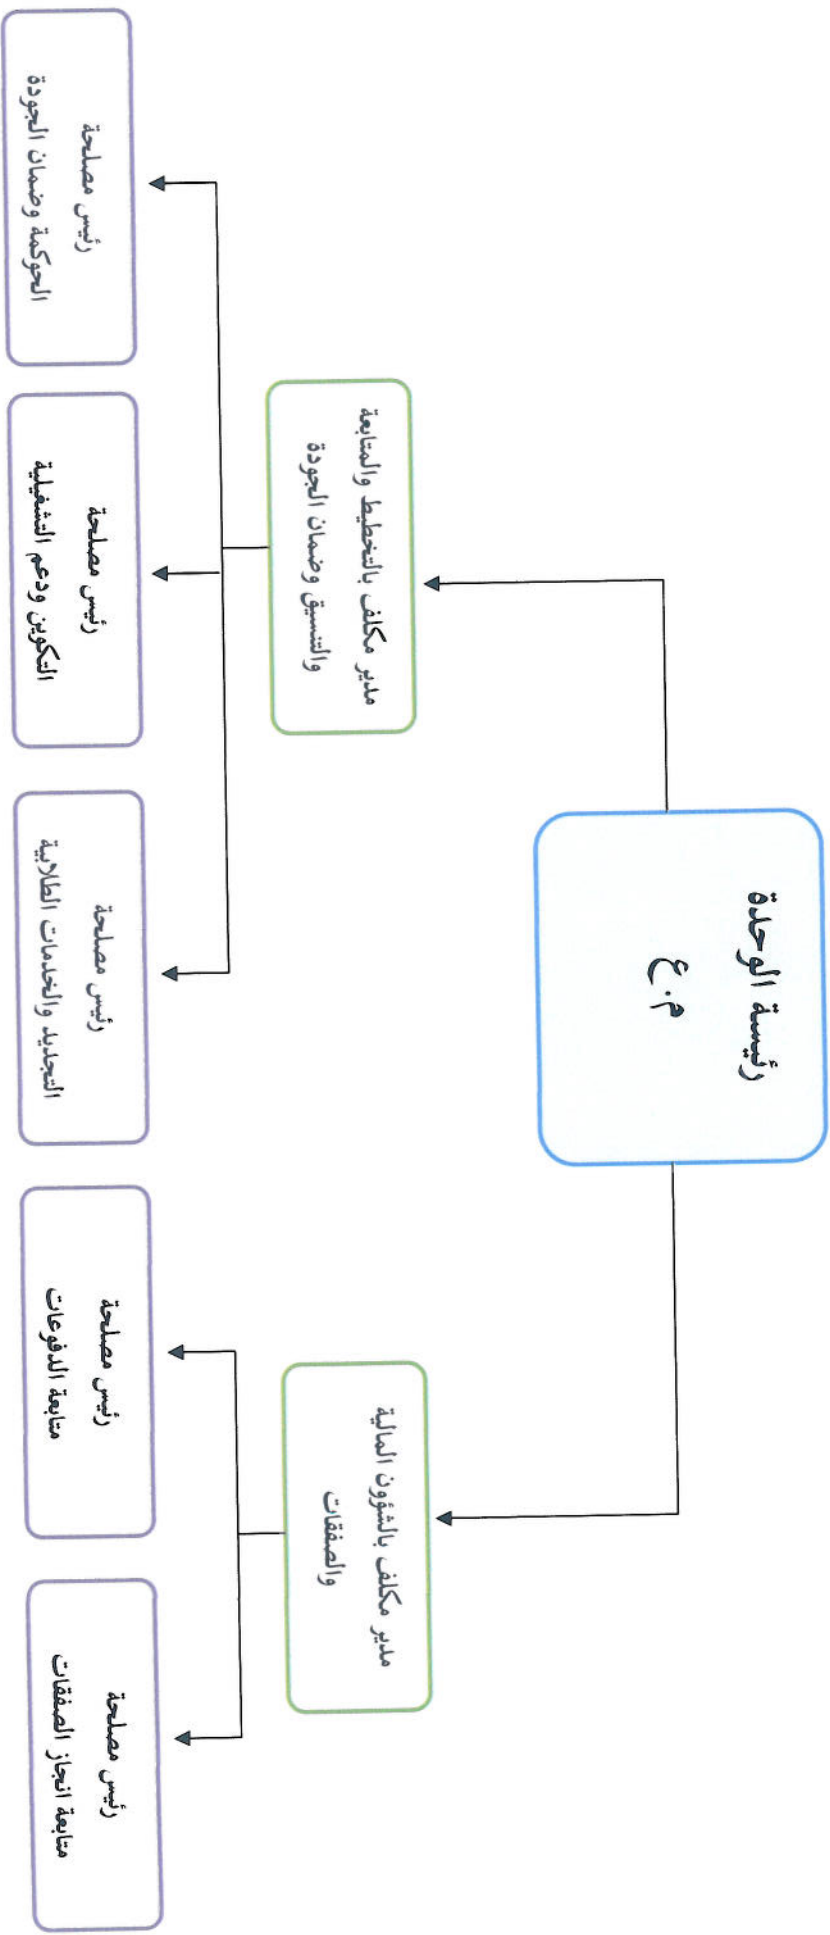 رئيسة الوحدة
م.ع
مدير مكلف بالشؤون المالية
والصفقات
مدير مكلف بالتخطيط والمتابعة
والتنسيق وضمان الجودة
رئيس مصلحة
متابعة انجاز الصفقات
رئيس مصلحة
متابعة الدفوعات
رئيس مصلحة
التجديد والخدمات الطلابية
رئيس مصلحة
التكوين ودعم التشغيلية
رئيس مصلحة
الحوكمة وضمان الجودة